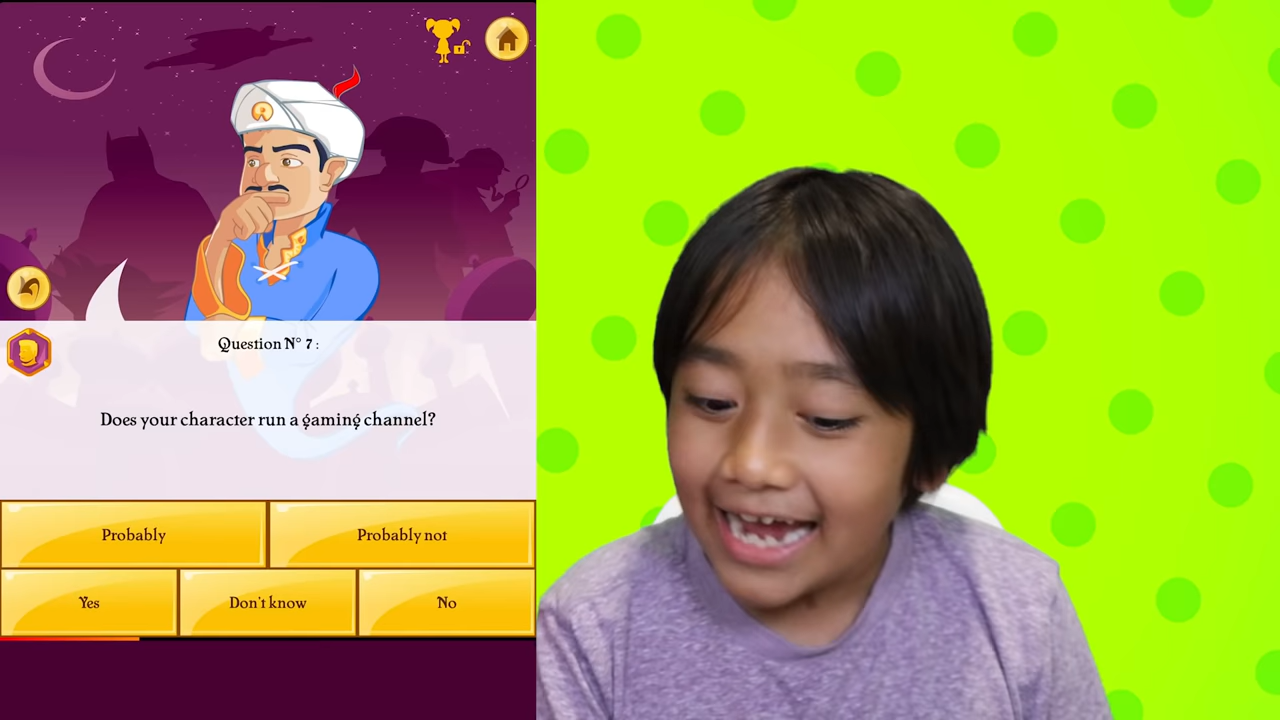 Question N° 7 :
Does your character run a gaming channel?
Probably
Probably not
Yes
Don't know
No